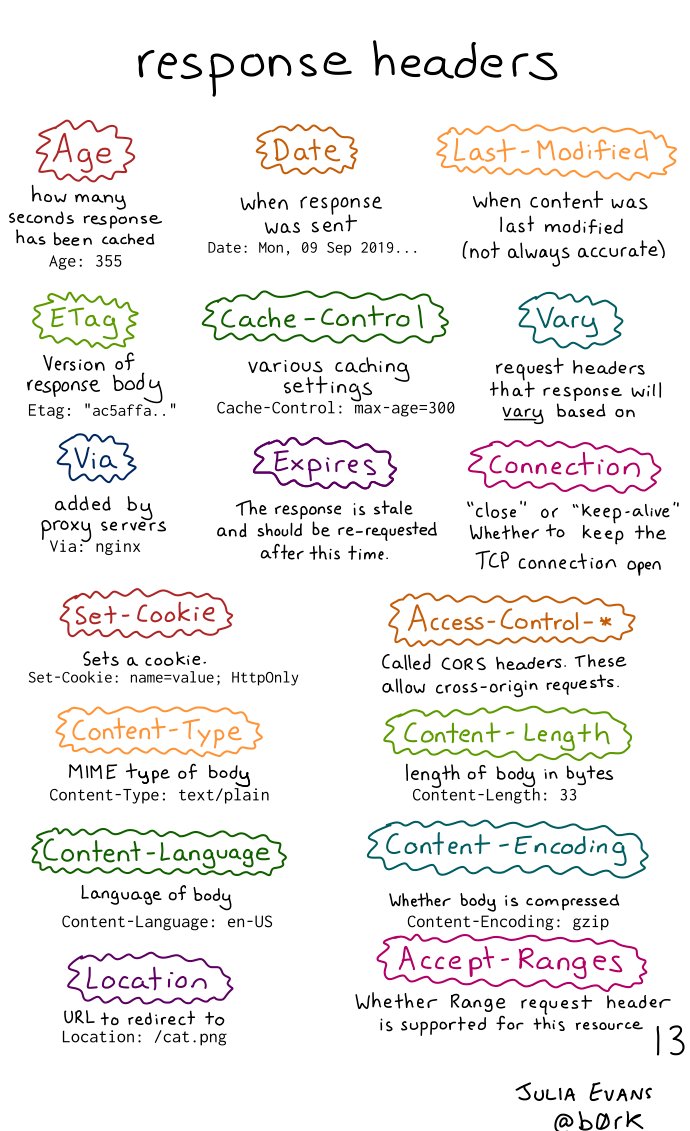 response headers
Age
how many
seconds response
has been cached
Age: 355
Date
when response
was sent
Date: Mon, 09 Sep 2019...
Last-Modified
when content was
last modified
(not always accurate)
ETag
Version of
response body
Etag: "ac5affa.."
Cache-Control
various caching
settings
Cache-Control: max-age=300
Vary
request headers
that response will
vary based on
Via
added by
proxy servers
Via: nginx
Expires
The response is stale
and should be re-requested
after this time.
Connection
"close" or "keep-alive"
Whether to keep the
TCP connection open
Set-Cookie
Sets a cookie.
Set-Cookie: name=value; HttpOnly
Access-Control-*
Called CORS headers. These
allow cross-origin requests.
Content-Type
MIME type of body
Content-Type: text/plain
Content-Length
length of body in bytes
Content-Length: 33
Content-Language
Language of body
Content-Language: en-US
Content-Encoding
Whether body is compressed
Content-Encoding: gzip
Location
URL to redirect to
Location: /cat.png
Accept-Ranges
Whether Range request header
is supported for this resource
13
JULIA EVANS
@b0rk